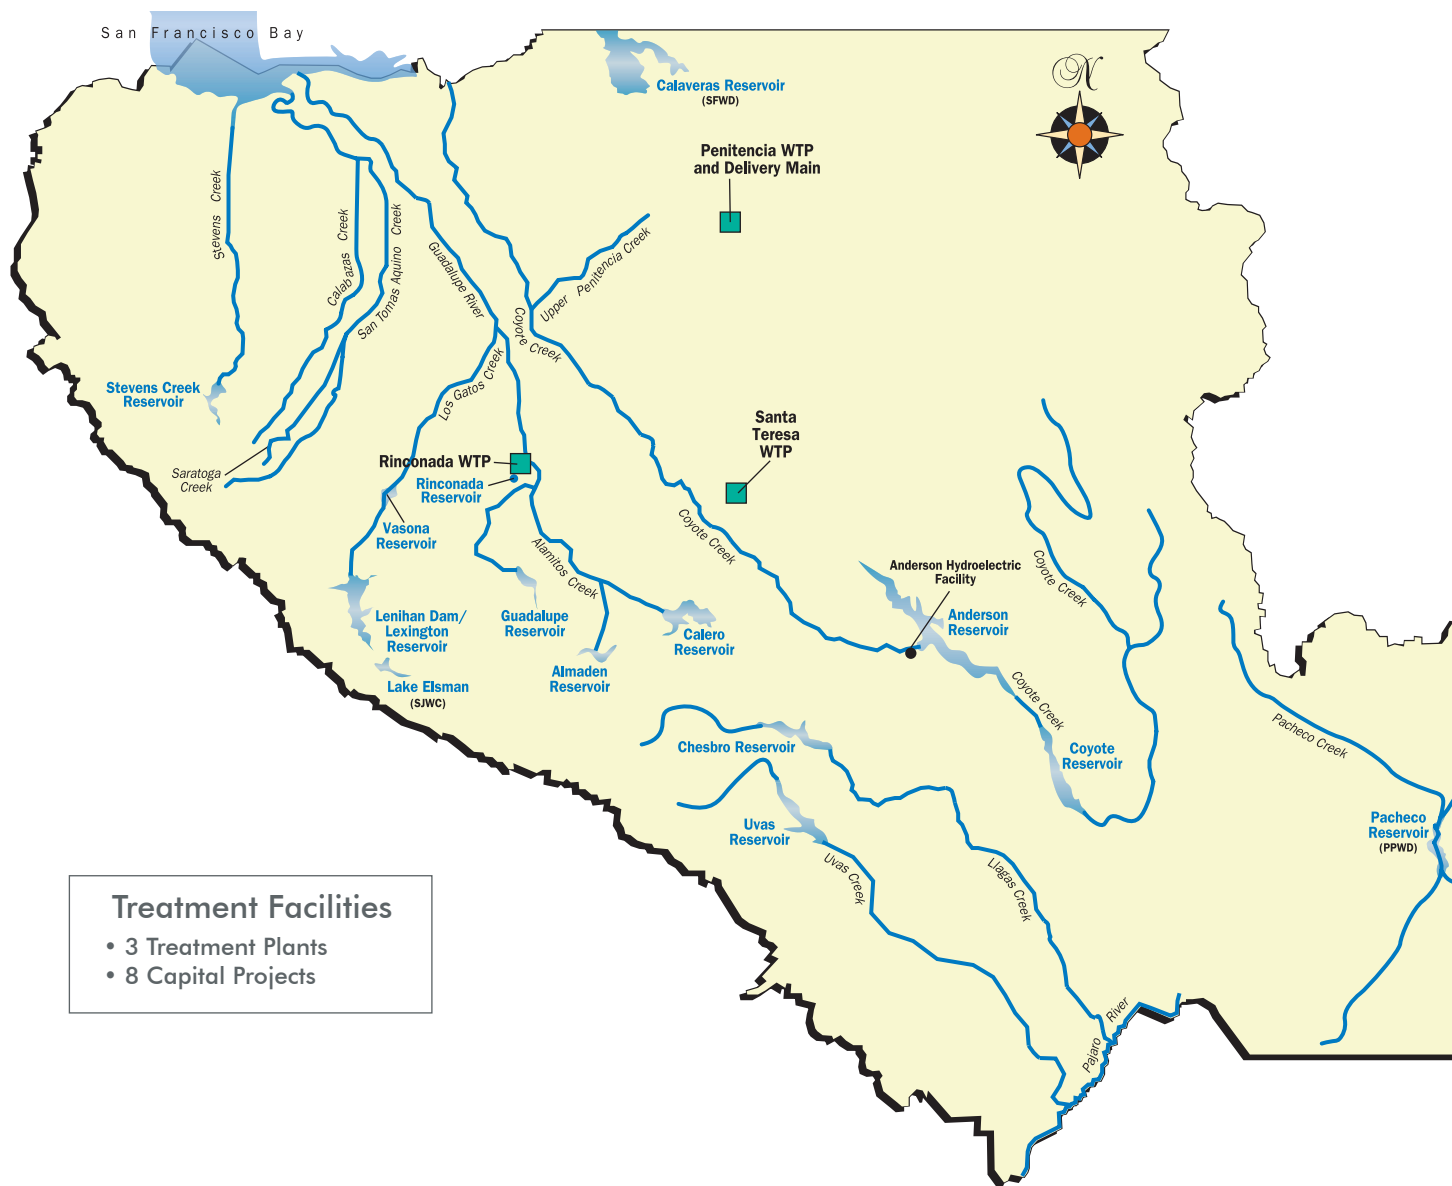 San Francisco Bay
N
Calaveras Reservoir
(SFWD)
Penitencia WTP
and Delivery Main
Stevens Creek
Calabazas Creek
San Tomas Aquino Creek
Guadalupe River
Coyote Creek
Upper Penitencia Creek
Los Gatos Creek
Stevens Creek
Reservoir
Saratoga
Creek
Santa
Teresa
WTP
Rinconada WTP
Rinconada
Reservoir
Vasona
Reservoir
Coyote Creek
Alamitos Creek
Coyote Creek
Anderson Hydroelectric
Facility
Anderson
Reservoir
Lenihan Dam/
Lexington
Reservoir
Guadalupe
Reservoir
Calero
Reservoir
Almaden
Reservoir
Lake Elsman
(SJWC)
Coyote Creek
Pacheco Creek
Chesbro Reservoir
Coyote
Reservoir
Uvas
Reservoir
Pacheco
Reservoir
(PPWD)
Uvas Creek
Llagas Creek
Pajaro River
Treatment Facilities
• 3 Treatment Plants
• 8 Capital Projects